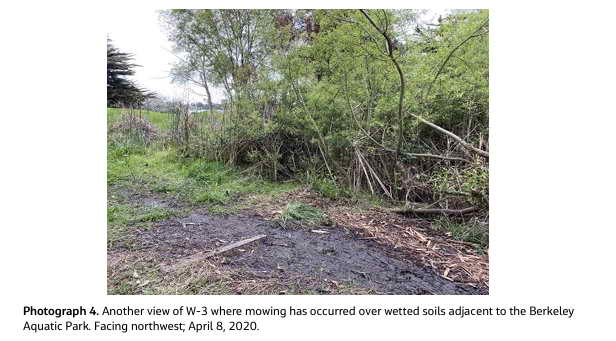 Photograph 4. Another view of W-3 where mowing has occurred over wetted soils adjacent to the Berkeley
Aquatic Park. Facing northwest; April 8, 2020.